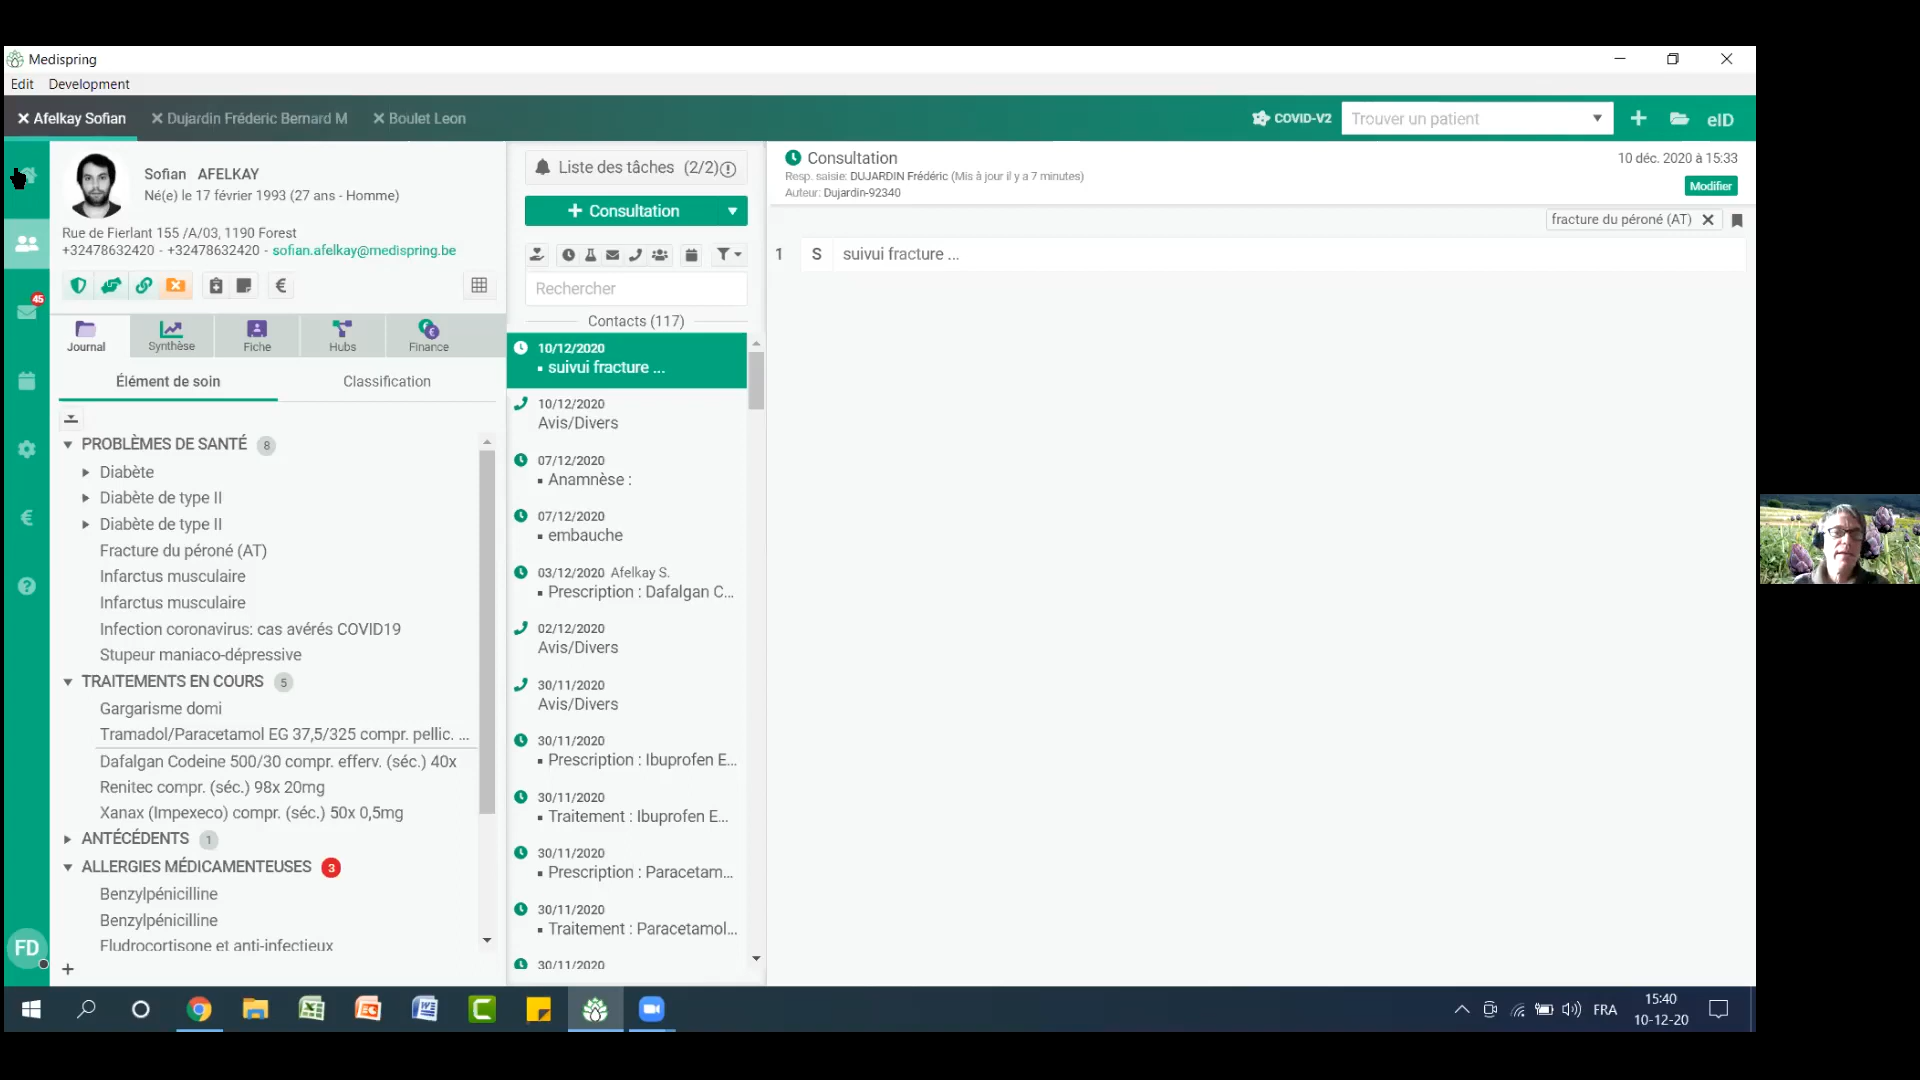 Medispring
Edit Development
Afelkay Sofian Dujardin Fréderic Bernard M Boulet Leon
COVID-V2 Trouver un patient eID
Sofian AFELKAY
Né(e) le 17 février 1993 (27 ans - Homme)
Rue de Fierlant 155 /A/03, 1190 Forest
+32478632420 - +32478632420 - sofian.afelkay@medispring.be
45
Journal Synthèse Fiche Hubs Finance
Élément de soin Classification
PROBLÈMES DE SANTÉ 8
Diabète
Diabète de type II
Diabète de type II
Fracture du péroné (AT)
Infarctus musculaire
Infarctus musculaire
Infection coronavirus: cas avérés COVID19
Stupeur maniaco-dépressive
TRAITEMENTS EN COURS 5
Gargarisme domi
Tramadol/Paracetamol EG 37,5/325 compr. pellic. ...
Dafalgan Codeine 500/30 compr. efferv. (séc.) 40x
Renitec compr. (séc.) 98x 20mg
Xanax (Impexeco) compr. (séc.) 50x 0,5mg
ANTÉCÉDENTS 1
ALLERGIES MÉDICAMENTEUSES 3
Benzylpénicilline
Benzylpénicilline
Fludrocortisone et anti-infectieux
FD
+
Liste des tâches (2/2)
+ Consultation
Rechercher
Contacts (117)
10/12/2020
suivui fracture ...
10/12/2020
Avis/Divers
07/12/2020
Anamnèse :
07/12/2020
embauche
03/12/2020 Afelkay S.
Prescription : Dafalgan C...
02/12/2020
Avis/Divers
30/11/2020
Avis/Divers
30/11/2020
Prescription : Ibuprofen E...
30/11/2020
Traitement : Ibuprofen E...
30/11/2020
Prescription : Paracetam...
30/11/2020
Traitement : Paracetamol...
30/11/2020
Consultation 10 déc. 2020 à 15:33
Resp. saisie: DUJARDIN Frédéric (Mis à jour il y a 7 minutes)
Auteur: Dujardin-92340
Modifier
fracture du péroné (AT)
1 S suivui fracture ...
FRA
15:40
10-12-20